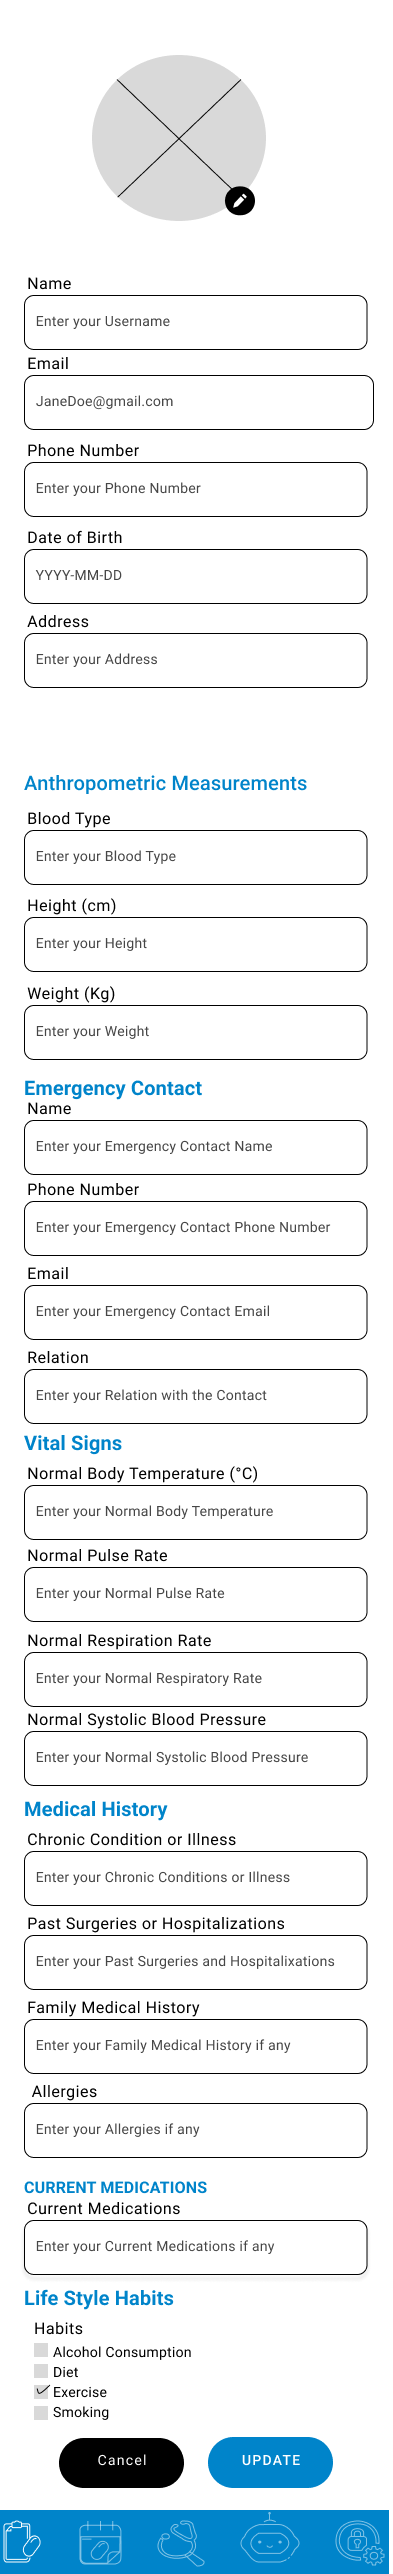 Name
Enter your Username
Email
JaneDoe@gmail.com
Phone Number
Enter your Phone Number
Date of Birth
YYYY-MM-DD
Address
Enter your Address
Anthropometric Measurements
Blood Type
Enter your Blood Type
Height (cm)
Enter your Height
Weight (Kg)
Enter your Weight
Emergency Contact
Name
Enter your Emergency Contact Name
Phone Number
Enter your Emergency Contact Phone Number
Email
Enter your Emergency Contact Email
Relation
Enter your Relation with the Contact
Vital Signs
Normal Body Temperature (°C)
Enter your Normal Body Temperature
Normal Pulse Rate
Enter your Normal Pulse Rate
Normal Respiration Rate
Enter your Normal Respiratory Rate
Normal Systolic Blood Pressure
Enter your Normal Systolic Blood Pressure
Medical History
Chronic Condition or Illness
Enter your Chronic Conditions or Illness
Past Surgeries or Hospitalizations
Enter your Past Surgeries and Hospitalixations
Family Medical History
Enter your Family Medical History if any
Allergies
Enter your Allergies if any
CURRENT MEDICATIONS
Current Medications
Enter your Current Medications if any
Life Style Habits
Habits
Alcohol Consumption
Diet
Exercise
Smoking
Cancel UPDATE